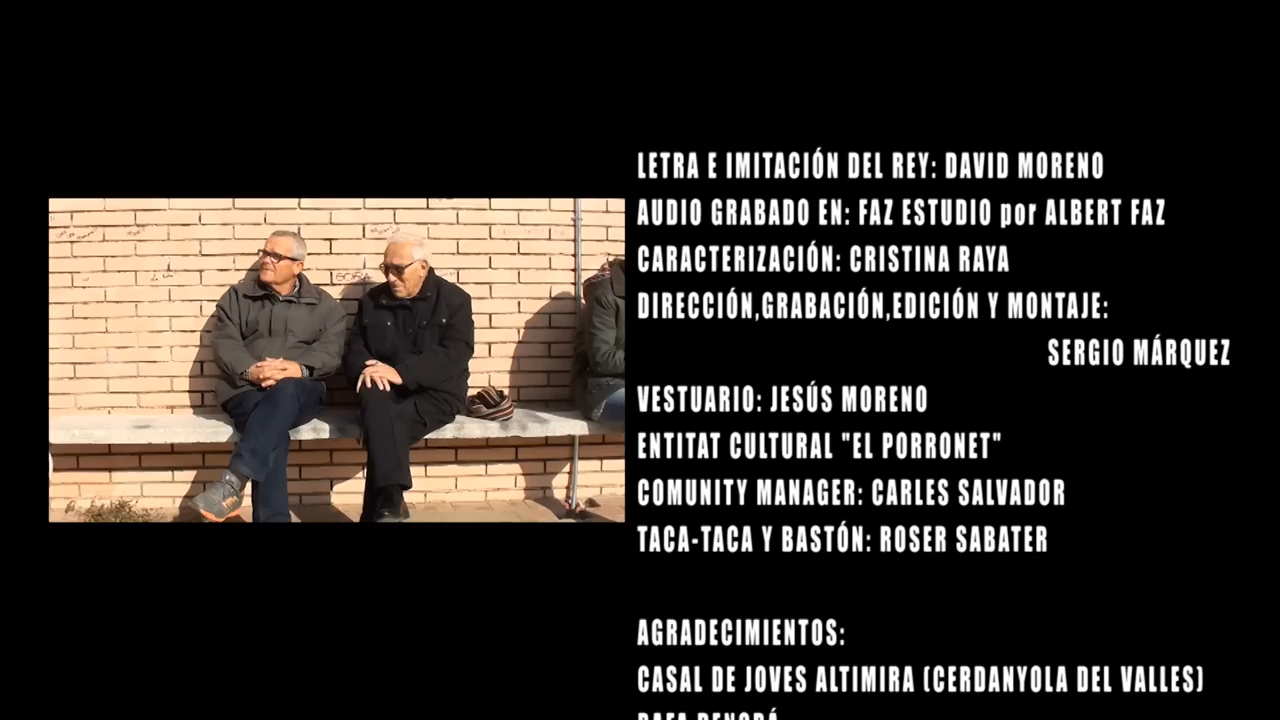 LETRA E IMITACIÓN DEL REY: DAVID MORENO
AUDIO GRABADO EN: FAZ ESTUDIO por ALBERT FAZ
CARACTERIZACIÓN: CRISTINA RAYA
DIRECCIÓN,GRABACIÓN,EDICIÓN Y MONTAJE:
SERGIO MÁRQUEZ
VESTUARIO: JESÚS MORENO
ENTITAT CULTURAL "EL PORRONET"
COMUNITY MANAGER: CARLES SALVADOR
TACA-TACA Y BASTÓN: ROSER SABATER
AGRADECIMIENTOS:
CASAL DE JOVES ALTIMIRA (CERDANYOLA DEL VALLES)